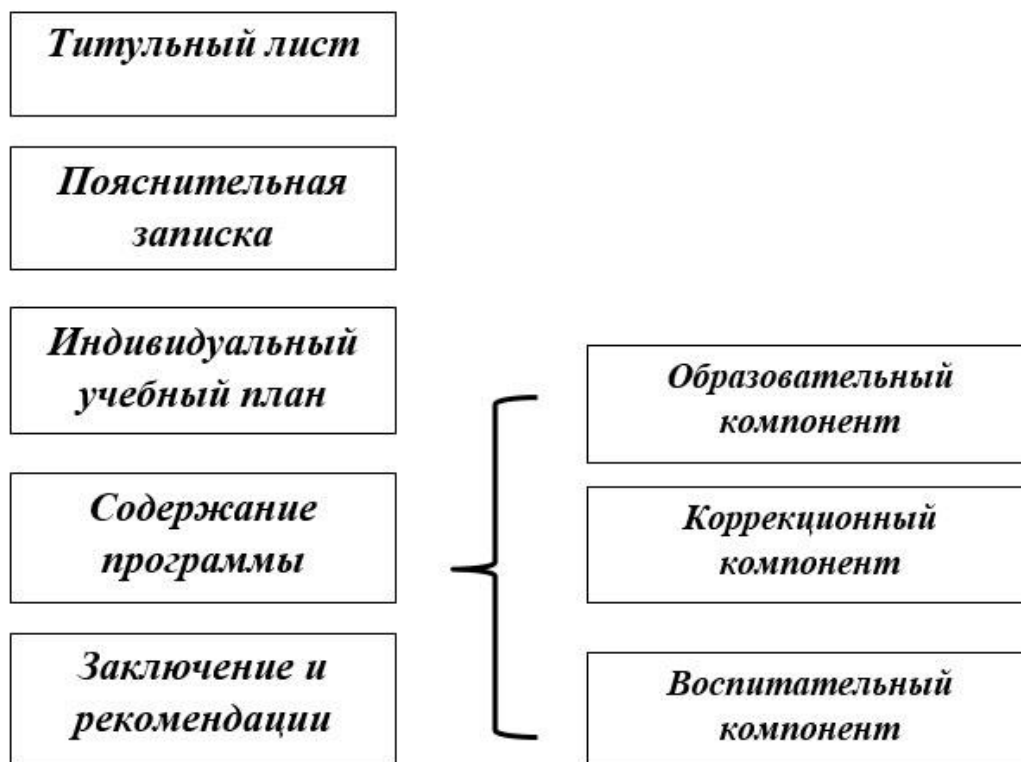 Титульный лист
Пояснительная
записка
Индивидуальный
учебный план
Содержание
программы
Заключение и
рекомендации
Образовательный
компонент
Коррекционный
компонент
Воспитательный
компонент